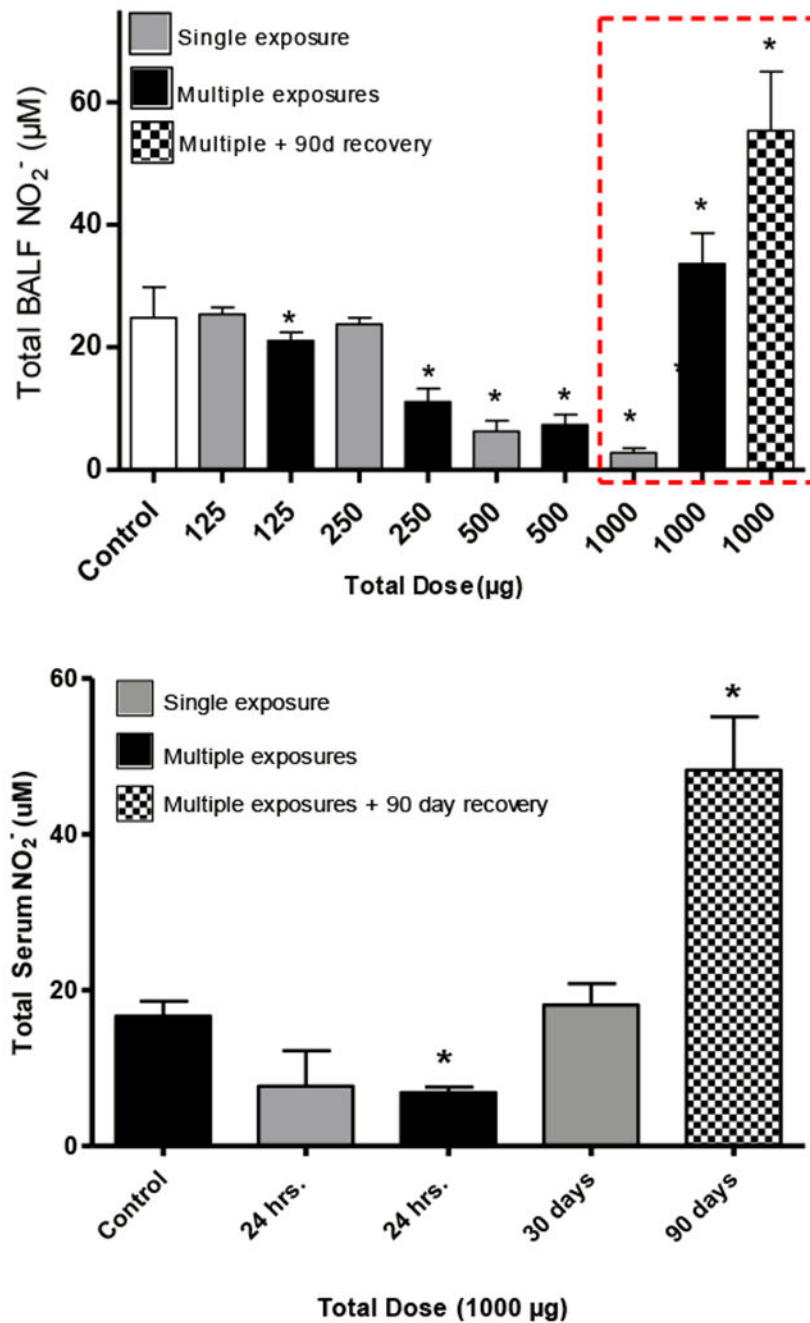 Single exposure
Multiple exposures
Multiple + 90d recovery
Total BALF NO₂⁻ (µM)
60
40
20
0
*
*
*
*
*
*
*
*
Control
125
125
250
250
500
500
1000
1000
1000
Total Dose (µg)
Single exposure
Multiple exposures
Multiple exposures + 90 day recovery
Total Serum NO₂⁻ (uM)
60
40
20
0
*
*
Control
24 hrs.
24 hrs.
30 days
90 days
Total Dose (1000 µg)